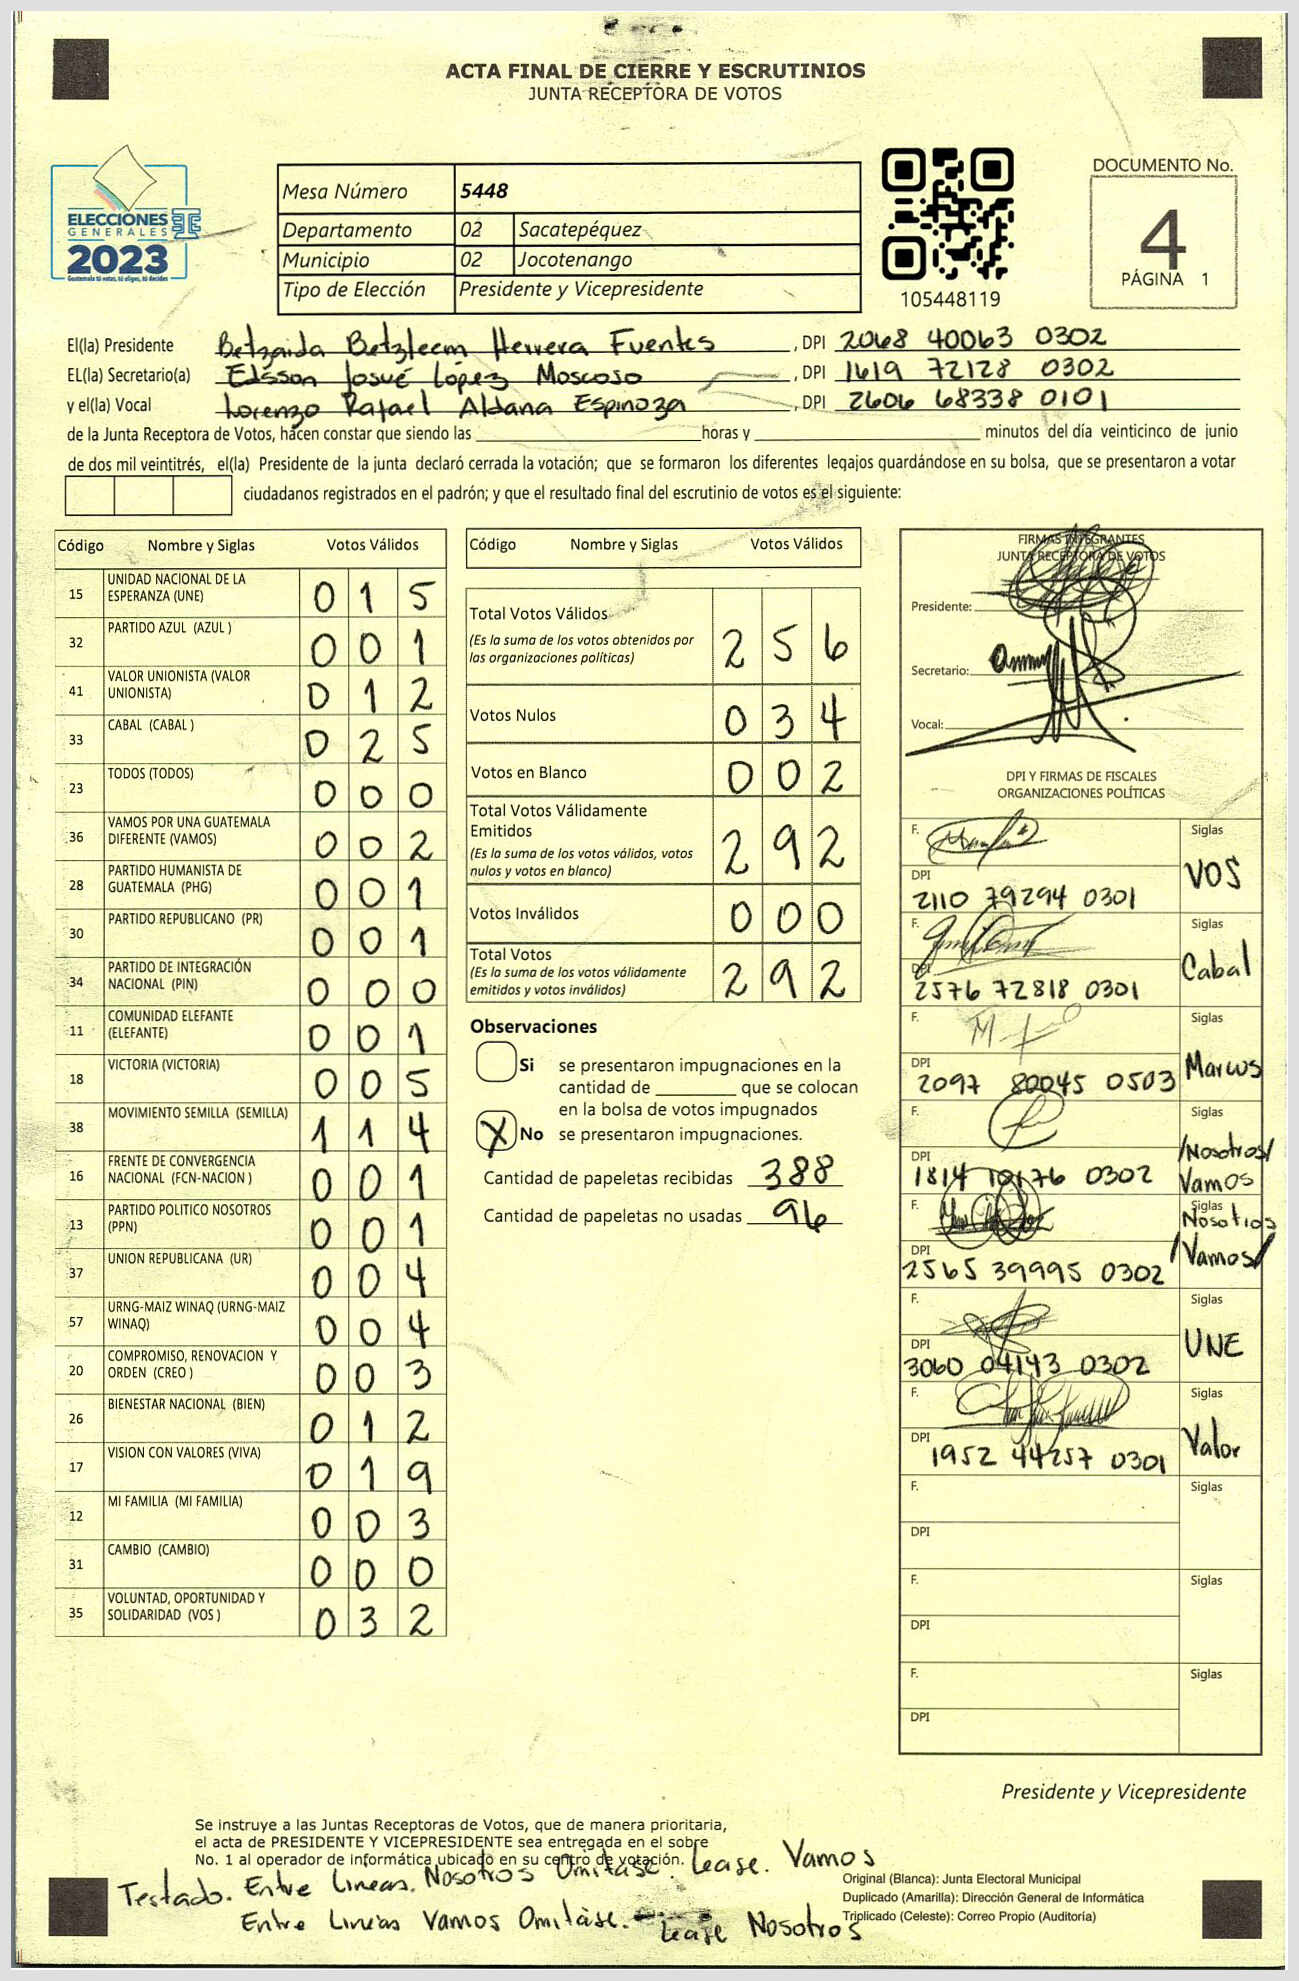 ACTA FINAL DE CIERRE Y ESCRUTINIOS
JUNTA RECEPTORA DE VOTOS
ELECCIONES
GENERALES
2023
Guatemala tú votas, tú eliges, tú decides
Mesa Número 5448
Departamento 02 Sacatepéquez
Municipio 02 Jocotenango
Tipo de Elección Presidente y Vicepresidente
105448119
DOCUMENTO No.
4
PÁGINA 1
El(la) Presidente Betzaida Betzleem Herrera Fuentes, DPI 2068 40063 0302
EL(la) Secretario(a) Edsson Josué López Moscoso, DPI 1619 72128 0302
y el(la) Vocal Lorenzo Rafael Aldana Espinoza, DPI 2606 68338 0101
de la Junta Receptora de Votos, hacen constar que siendo las horas y minutos del día veinticinco de junio
de dos mil veintitrés, el(la) Presidente de la junta declaró cerrada la votación; que se formaron los diferentes legajos guardándose en su bolsa, que se presentaron a votar
ciudadanos registrados en el padrón; y que el resultado final del escrutinio de votos es el siguiente:
Código Nombre y Siglas Votos Válidos
15 UNIDAD NACIONAL DE LA ESPERANZA (UNE) 0 1 5
32 PARTIDO AZUL (AZUL ) 0 0 1
41 VALOR UNIONISTA (VALOR UNIONISTA) 0 1 2
33 CABAL (CABAL ) 0 2 5
23 TODOS (TODOS) 0 0 0
36 VAMOS POR UNA GUATEMALA DIFERENTE (VAMOS) 0 0 2
28 PARTIDO HUMANISTA DE GUATEMALA (PHG) 0 0 1
30 PARTIDO REPUBLICANO (PR) 0 0 1
34 PARTIDO DE INTEGRACIÓN NACIONAL (PIN) 0 0 0
11 COMUNIDAD ELEFANTE (ELEFANTE) 0 0 1
18 VICTORIA (VICTORIA) 0 0 5
38 MOVIMIENTO SEMILLA (SEMILLA) 1 1 4
16 FRENTE DE CONVERGENCIA NACIONAL (FCN-NACION ) 0 0 1
13 PARTIDO POLITICO NOSOTROS (PPN) 0 0 1
37 UNION REPUBLICANA (UR) 0 0 4
57 URNG-MAIZ WINAQ (URNG-MAIZ WINAQ) 0 0 4
20 COMPROMISO, RENOVACION Y ORDEN (CREO ) 0 0 3
26 BIENESTAR NACIONAL (BIEN) 0 1 2
17 VISION CON VALORES (VIVA) 0 1 9
12 MI FAMILIA (MI FAMILIA) 0 0 3
31 CAMBIO (CAMBIO) 0 0 0
35 VOLUNTAD, OPORTUNIDAD Y SOLIDARIDAD (VOS ) 0 3 2
Código Nombre y Siglas Votos Válidos
Total Votos Válidos 2 5 6
(Es la suma de los votos obtenidos por
las organizaciones políticas)
Votos Nulos 0 3 4
Votos en Blanco 0 0 2
Total Votos Válidamente
Emitidos 2 9 2
(Es la suma de los votos válidos, votos
nulos y votos en blanco)
Votos Inválidos 0 0 0
Total Votos 2 9 2
(Es la suma de los votos válidamente
emitidos y votos inválidos)
Observaciones
Si se presentaron impugnaciones en la
cantidad de que se colocan
en la bolsa de votos impugnados
X No se presentaron impugnaciones.
Cantidad de papeletas recibidas 388
Cantidad de papeletas no usadas 96
FIRMAS INTEGRANTES
JUNTA RECEPTORA DE VOTOS
Presidente:
Secretario:
Vocal:
DPI Y FIRMAS DE FISCALES
ORGANIZACIONES POLÍTICAS
F. Siglas
DPI VOS
2110 79294 0301
F. Siglas
DPI Cabal
2576 72818 0301
F. Siglas
DPI Marcos
2097 80045 0503
F. Siglas
/Nosotros/
DPI Vamos
1814 10176 0302
F. Siglas
Nosotros
DPI /Vamos/
2565 39995 0302
F. Siglas
DPI UNE
3060 04143 0302
F. Siglas
DPI Valor
1952 44257 0301
F. Siglas
DPI
F. Siglas
DPI
F. Siglas
DPI
Presidente y Vicepresidente
Se instruye a las Juntas Receptoras de Votos, que de manera prioritaria,
el acta de PRESIDENTE Y VICEPRESIDENTE sea entregada en el sobre
No. 1 al operador de informática ubicado en su centro de votación.
Testado. Entre Lineas. Nosotros Omitase. Lease. Vamos
Entre Lineas Vamos Omitase. Lease Nosotros
Original (Blanca): Junta Electoral Municipal
Duplicado (Amarilla): Dirección General de Informática
Triplicado (Celeste): Correo Propio (Auditoría)